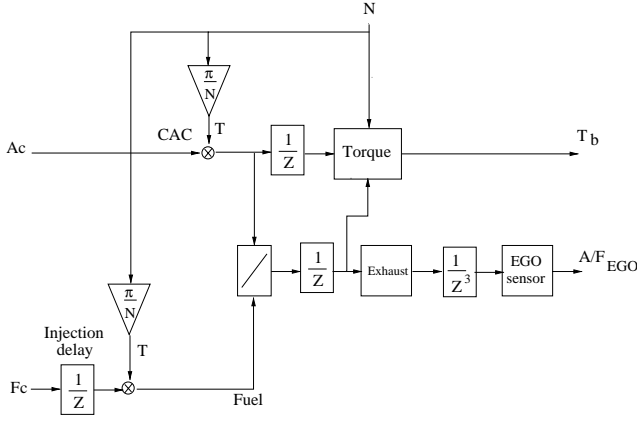 N
π
N
T
CAC
Ac
1
Z
Torque
T b
1
Z
Exhaust
1
Z 3
EGO
sensor
A/F EGO
π
N
T
Injection
delay
Fc
1
Z
Fuel